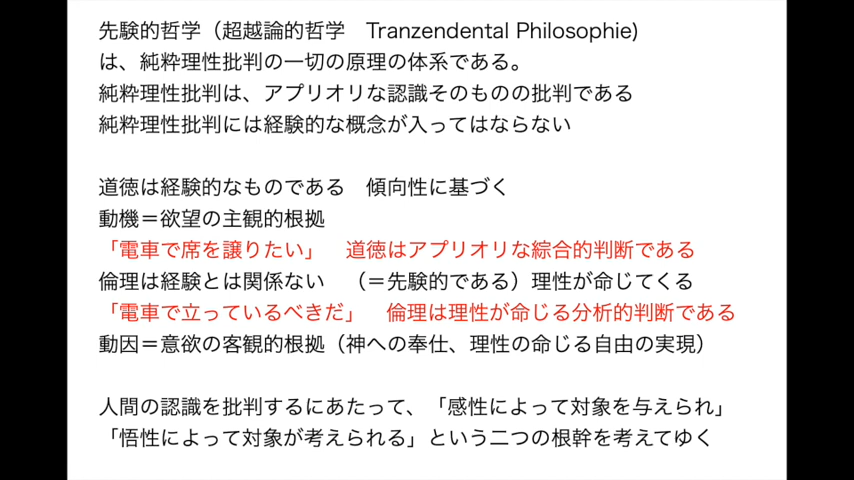 先験的哲学（超越論的哲学　Tranzendental Philosophie)
は、純粋理性批判の一切の原理の体系である。
純粋理性批判は、アプリオリな認識そのものの批判である
純粋理性批判には経験的な概念が入ってはならない
道徳は経験的なものである　傾向性に基づく
動機＝欲望の主観的根拠
「電車で席を譲りたい」　道徳はアプリオリな綜合的判断である
倫理は経験とは関係ない　（＝先験的である）理性が命じてくる
「電車で立っているべきだ」　倫理は理性が命じる分析的判断である
動因＝意欲の客観的根拠（神への奉仕、理性の命じる自由の実現）
人間の認識を批判するにあたって、「感性によって対象を与えられ」
「悟性によって対象が考えられる」という二つの根幹を考えてゆく